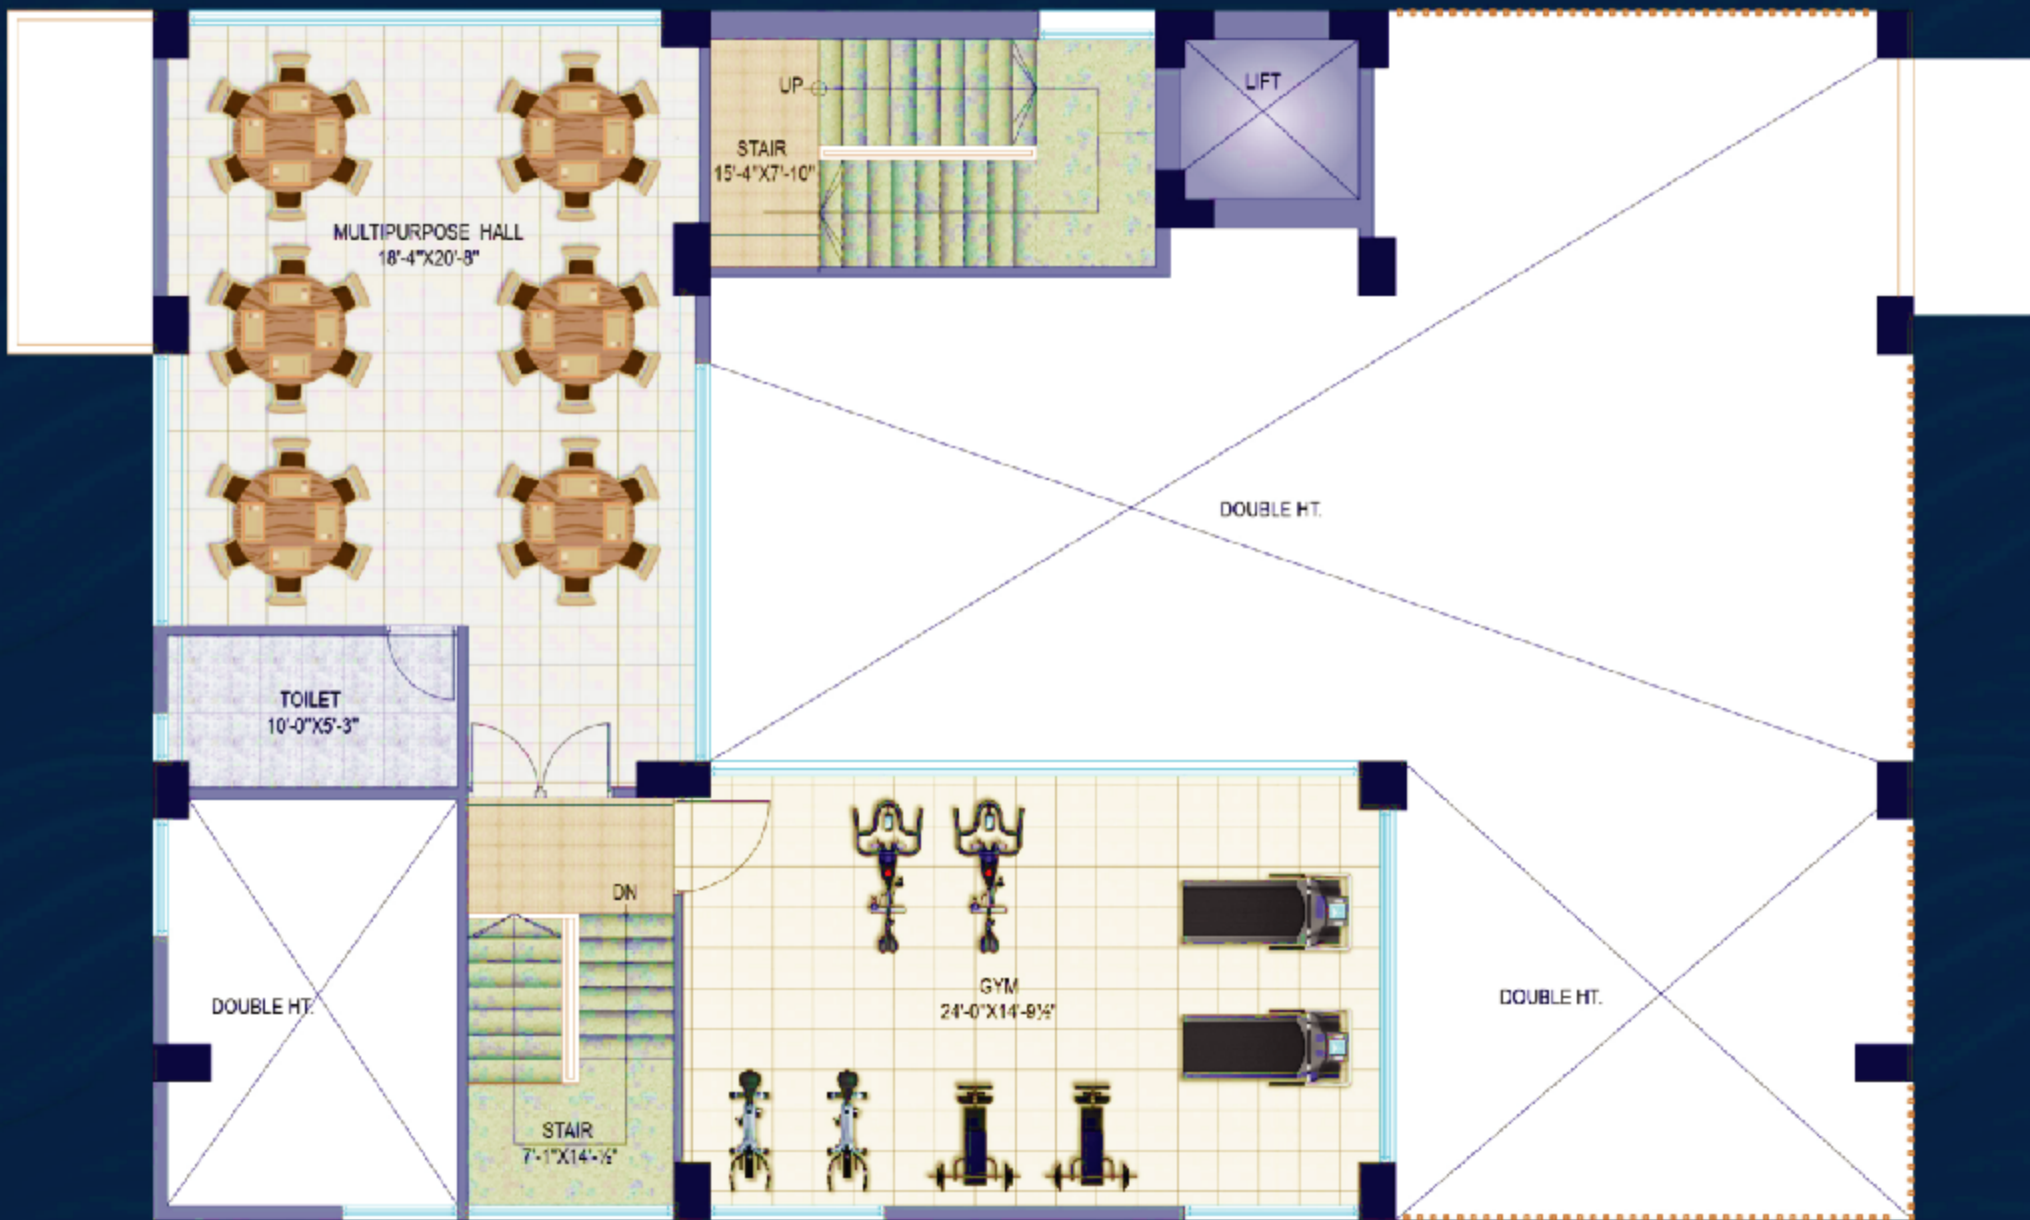 UP
LIFT
STAIR
15'-4"X7'-10"
MULTIPURPOSE HALL
18'-4"X20'-8"
DOUBLE HT.
TOILET
10'-0"X5'-3"
DN
GYM
24'-0"X14'-9½"
DOUBLE HT.
DOUBLE HT.
STAIR
7'-1"X14'-½"